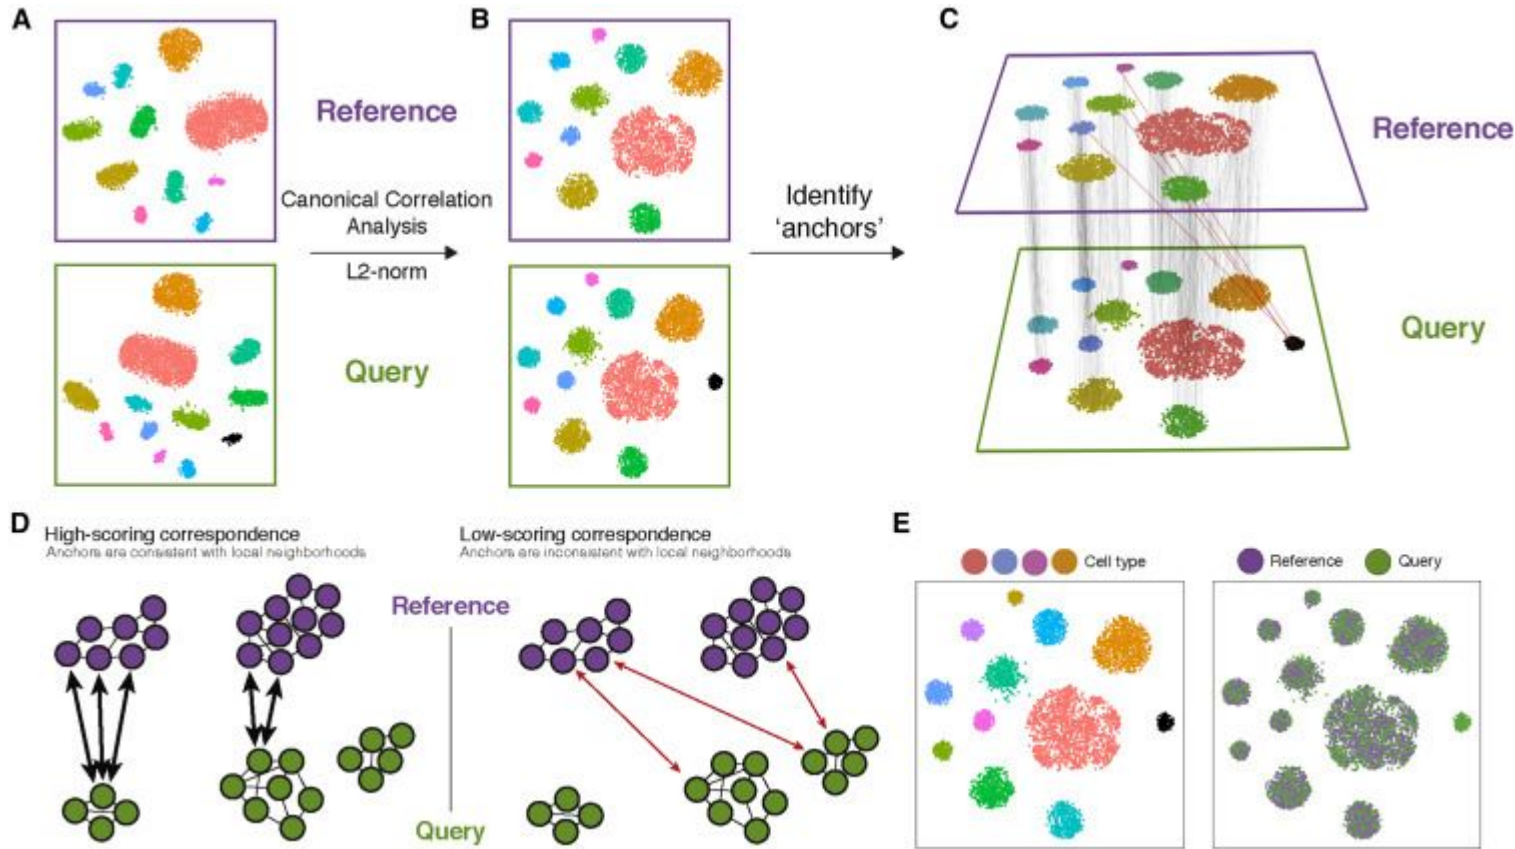 A
B
C
Reference
Canonical Correlation
Analysis
L2-norm
Query
Identify
‘anchors’
Reference
Query
D
High-scoring correspondence
Anchors are consistent with local neighborhoods
Low-scoring correspondence
Anchors are inconsistent with local neighborhoods
Reference
Query
E
Cell type
Reference
Query